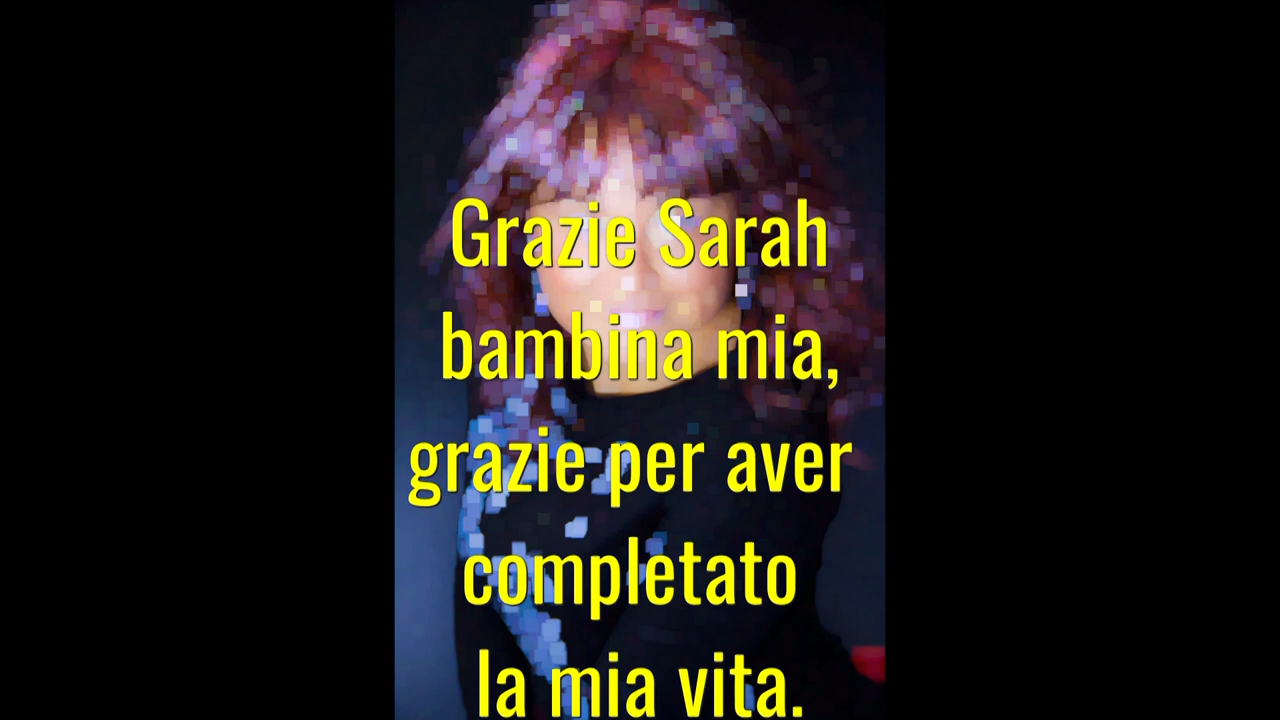 Grazie Sarah
bambina mia,
grazie per aver
completato
la mia vita.